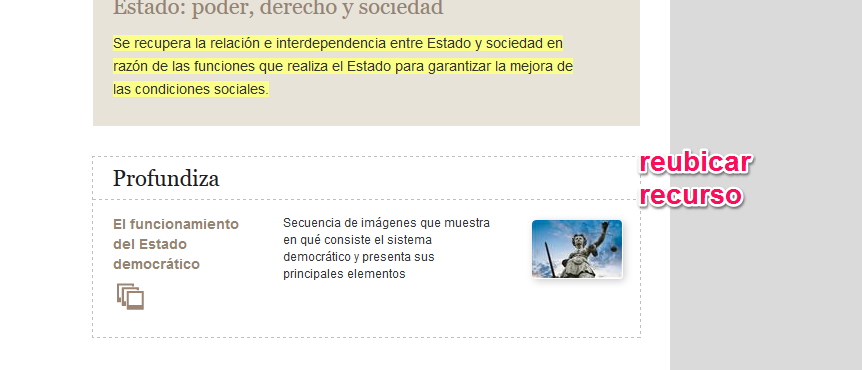 Estado: poder, derecho y sociedad
Se recupera la relación e interdependencia entre Estado y sociedad en
razón de las funciones que realiza el Estado para garantizar la mejora de
las condiciones sociales.
Profundiza
reubicar
recurso
El funcionamiento
del Estado
democrático
Secuencia de imágenes que muestra
en qué consiste el sistema
democrático y presenta sus
principales elementos